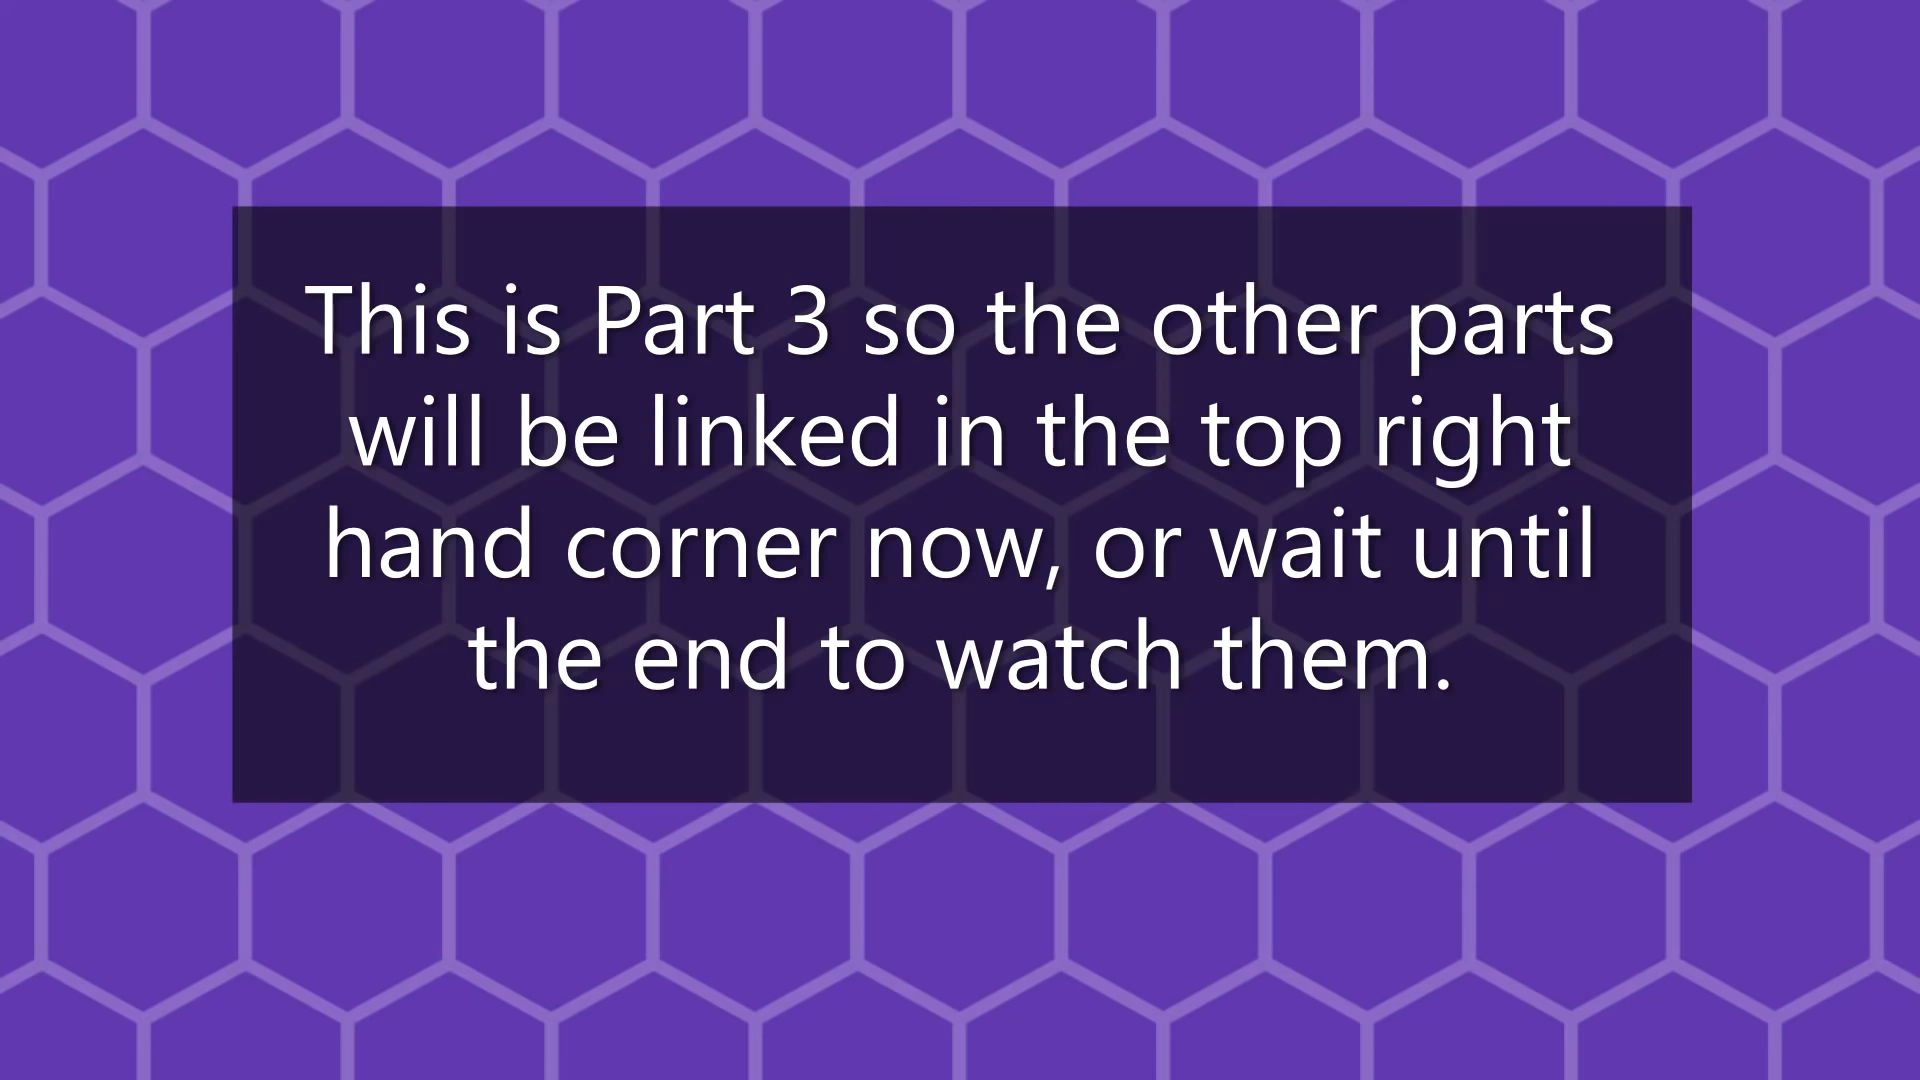 This is Part 3 so the other parts
will be linked in the top right
hand corner now, or wait until
the end to watch them.